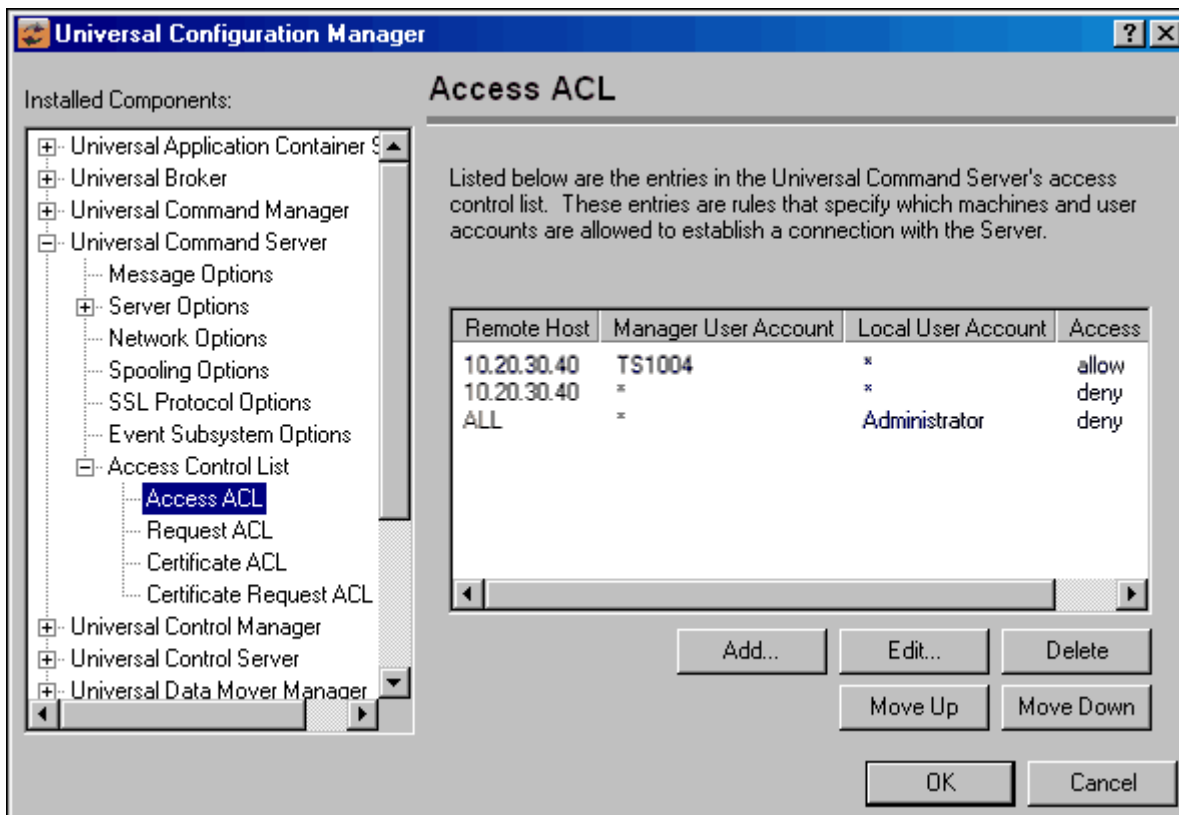 Universal Configuration Manager
Installed Components:
Universal Application Container S
Universal Broker
Universal Command Manager
Universal Command Server
Message Options
Server Options
Network Options
Spooling Options
SSL Protocol Options
Event Subsystem Options
Access Control List
Access ACL
Request ACL
Certificate ACL
Certificate Request ACL
Universal Control Manager
Universal Control Server
Universal Data Mover Manager
Access ACL
Listed below are the entries in the Universal Command Server's access
control list. These entries are rules that specify which machines and user
accounts are allowed to establish a connection with the Server.
Remote Host Manager User Account Local User Account Access
10.20.30.40 TS1004 * allow
10.20.30.40 * * deny
ALL * Administrator deny
Add... Edit... Delete
Move Up Move Down
OK Cancel